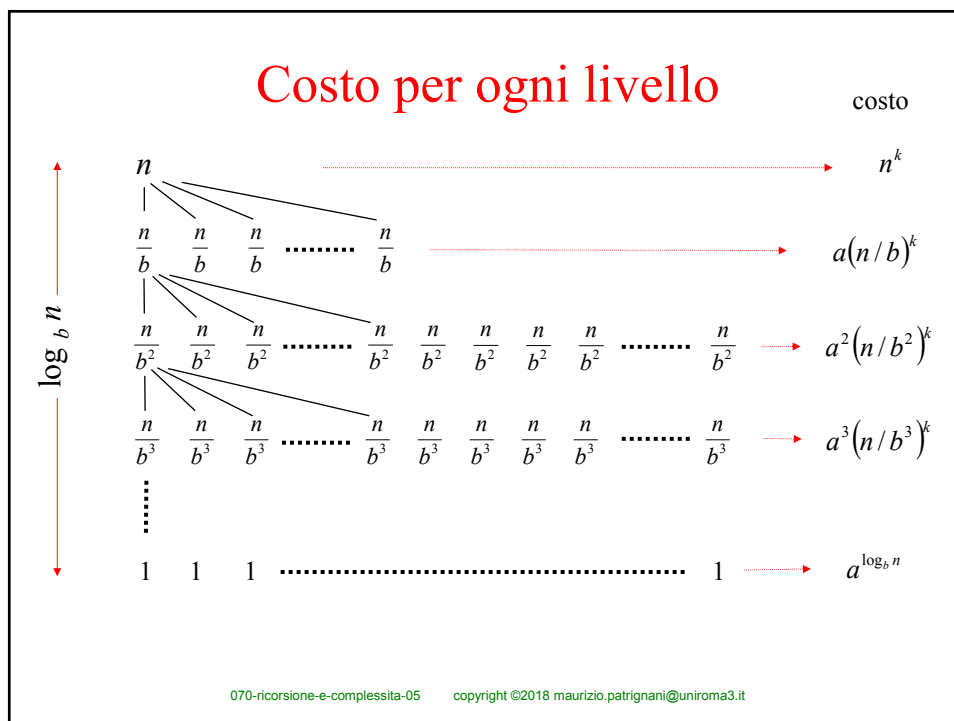 Costo per ogni livello
costo
n → n^k
n/b n/b n/b ......... n/b → a(n/b)^k
n/b^2 n/b^2 n/b^2 ......... n/b^2 n/b^2 n/b^2 n/b^2 n/b^2 ......... n/b^2 → a^2(n/b^2)^k
n/b^3 n/b^3 n/b^3 ......... n/b^3 n/b^3 n/b^3 n/b^3 n/b^3 ......... n/b^3 → a^3(n/b^3)^k
1 1 1 ......... 1 → a^{log_b n}
log_b n
070-ricorsione-e-complessita-05 copyright ©2018 maurizio.patrignani@uniroma3.it